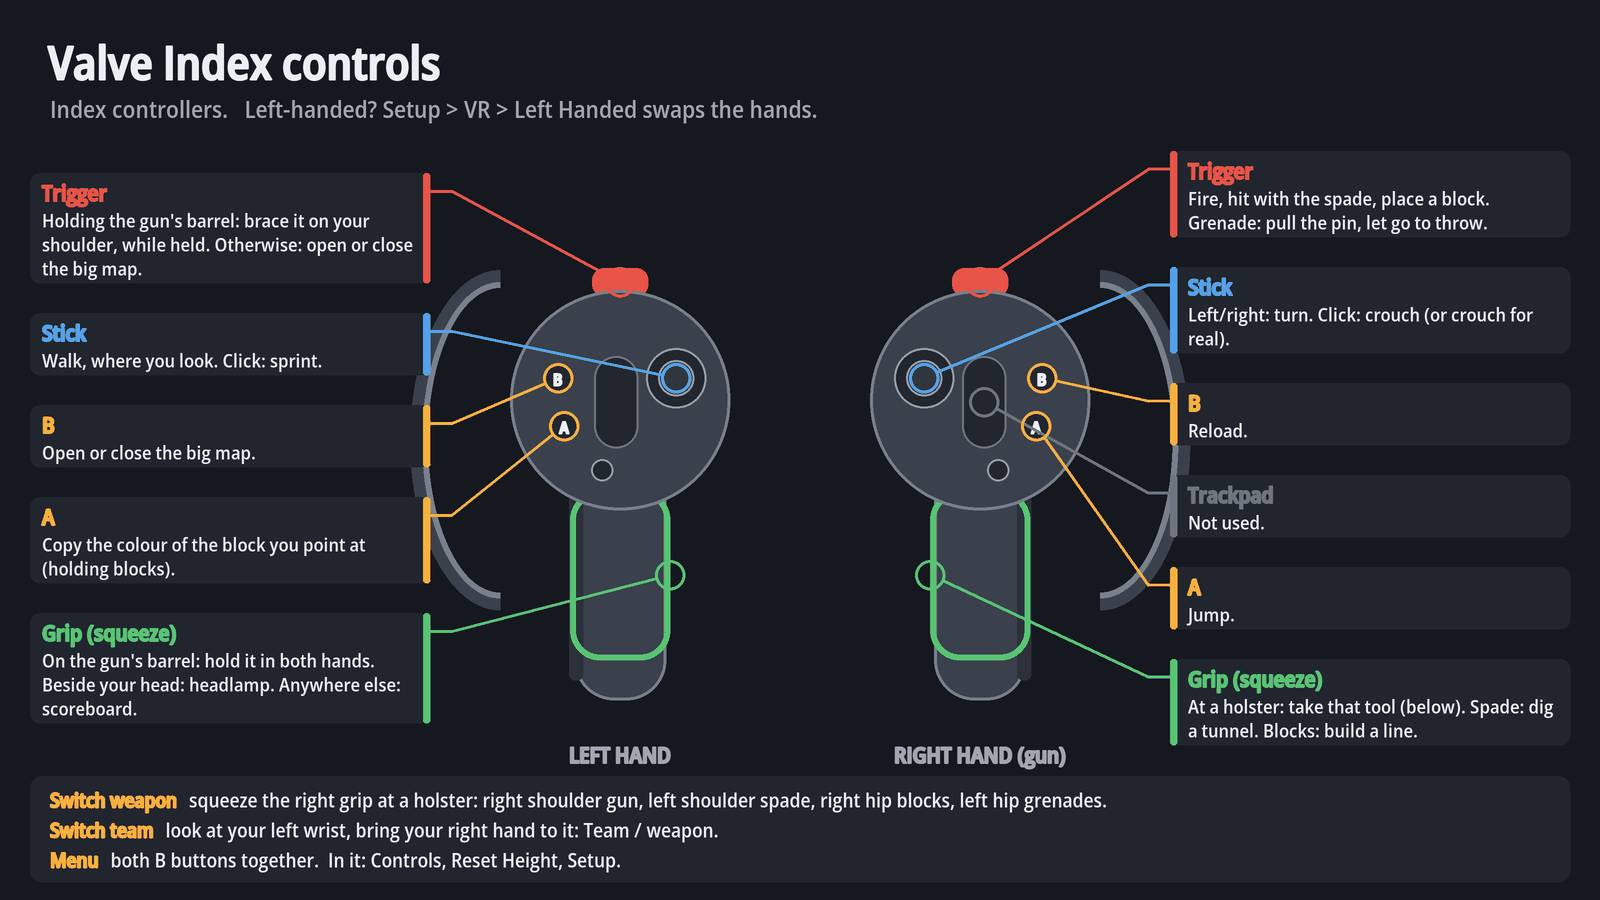 Valve Index controls
Index controllers.   Left-handed? Setup > VR > Left Handed swaps the hands.
Trigger
Holding the gun's barrel: brace it on your
shoulder, while held. Otherwise: open or close
the big map.
Stick
Walk, where you look. Click: sprint.
B
Open or close the big map.
A
Copy the colour of the block you point at
(holding blocks).
Grip (squeeze)
On the gun's barrel: hold it in both hands.
Beside your head: headlamp. Anywhere else:
scoreboard.
B
A
LEFT HAND
B
A
RIGHT HAND (gun)
Trigger
Fire, hit with the spade, place a block.
Grenade: pull the pin, let go to throw.
Stick
Left/right: turn. Click: crouch (or crouch for
real).
B
Reload.
Trackpad
Not used.
A
Jump.
Grip (squeeze)
At a holster: take that tool (below). Spade: dig
a tunnel. Blocks: build a line.
Switch weapon  squeeze the right grip at a holster: right shoulder gun, left shoulder spade, right hip blocks, left hip grenades.
Switch team  look at your left wrist, bring your right hand to it: Team / weapon.
Menu  both B buttons together.  In it: Controls, Reset Height, Setup.